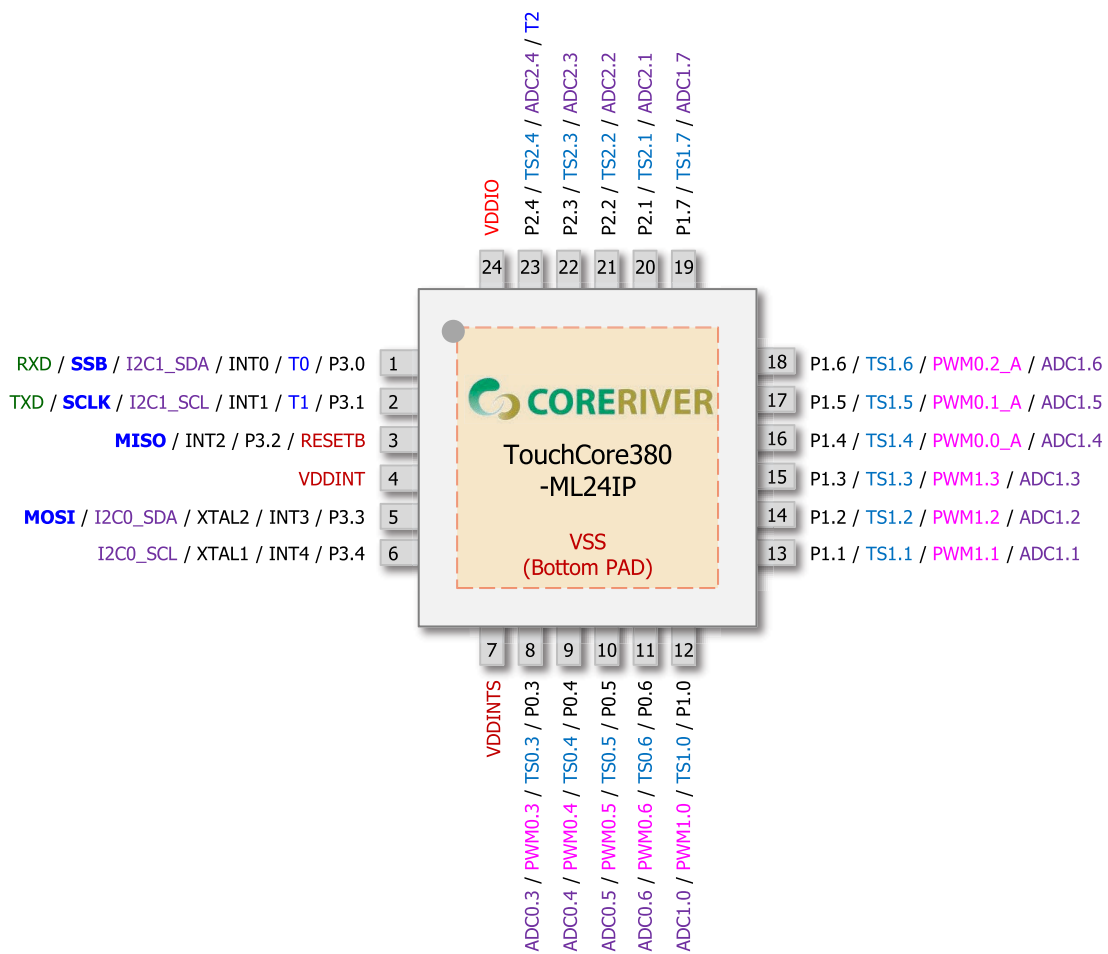 P2.4 / TS2.4 / ADC2.4 / T2
P2.3 / TS2.3 / ADC2.3
P2.2 / TS2.2 / ADC2.2
P2.1 / TS2.1 / ADC2.1
P1.7 / TS1.7 / ADC1.7
VDDIO
24 23 22 21 20 19
RXD / SSB / I2C1_SDA / INT0 / T0 / P3.0 1
TXD / SCLK / I2C1_SCL / INT1 / T1 / P3.1 2
MISO / INT2 / P3.2 / RESETB 3
VDDINT 4
MOSI / I2C0_SDA / XTAL2 / INT3 / P3.3 5
I2C0_SCL / XTAL1 / INT4 / P3.4 6
CORERIVER
TouchCore380
-ML24IP
VSS
(Bottom PAD)
18 P1.6 / TS1.6 / PWM0.2_A / ADC1.6
17 P1.5 / TS1.5 / PWM0.1_A / ADC1.5
16 P1.4 / TS1.4 / PWM0.0_A / ADC1.4
15 P1.3 / TS1.3 / PWM1.3 / ADC1.3
14 P1.2 / TS1.2 / PWM1.2 / ADC1.2
13 P1.1 / TS1.1 / PWM1.1 / ADC1.1
7 8 9 10 11 12
VDDINTS
ADC0.3 / PWM0.3 / TS0.3 / P0.3
ADC0.4 / PWM0.4 / TS0.4 / P0.4
ADC0.5 / PWM0.5 / TS0.5 / P0.5
ADC0.6 / PWM0.6 / TS0.6 / P0.6
ADC1.0 / PWM1.0 / TS1.0 / P1.0